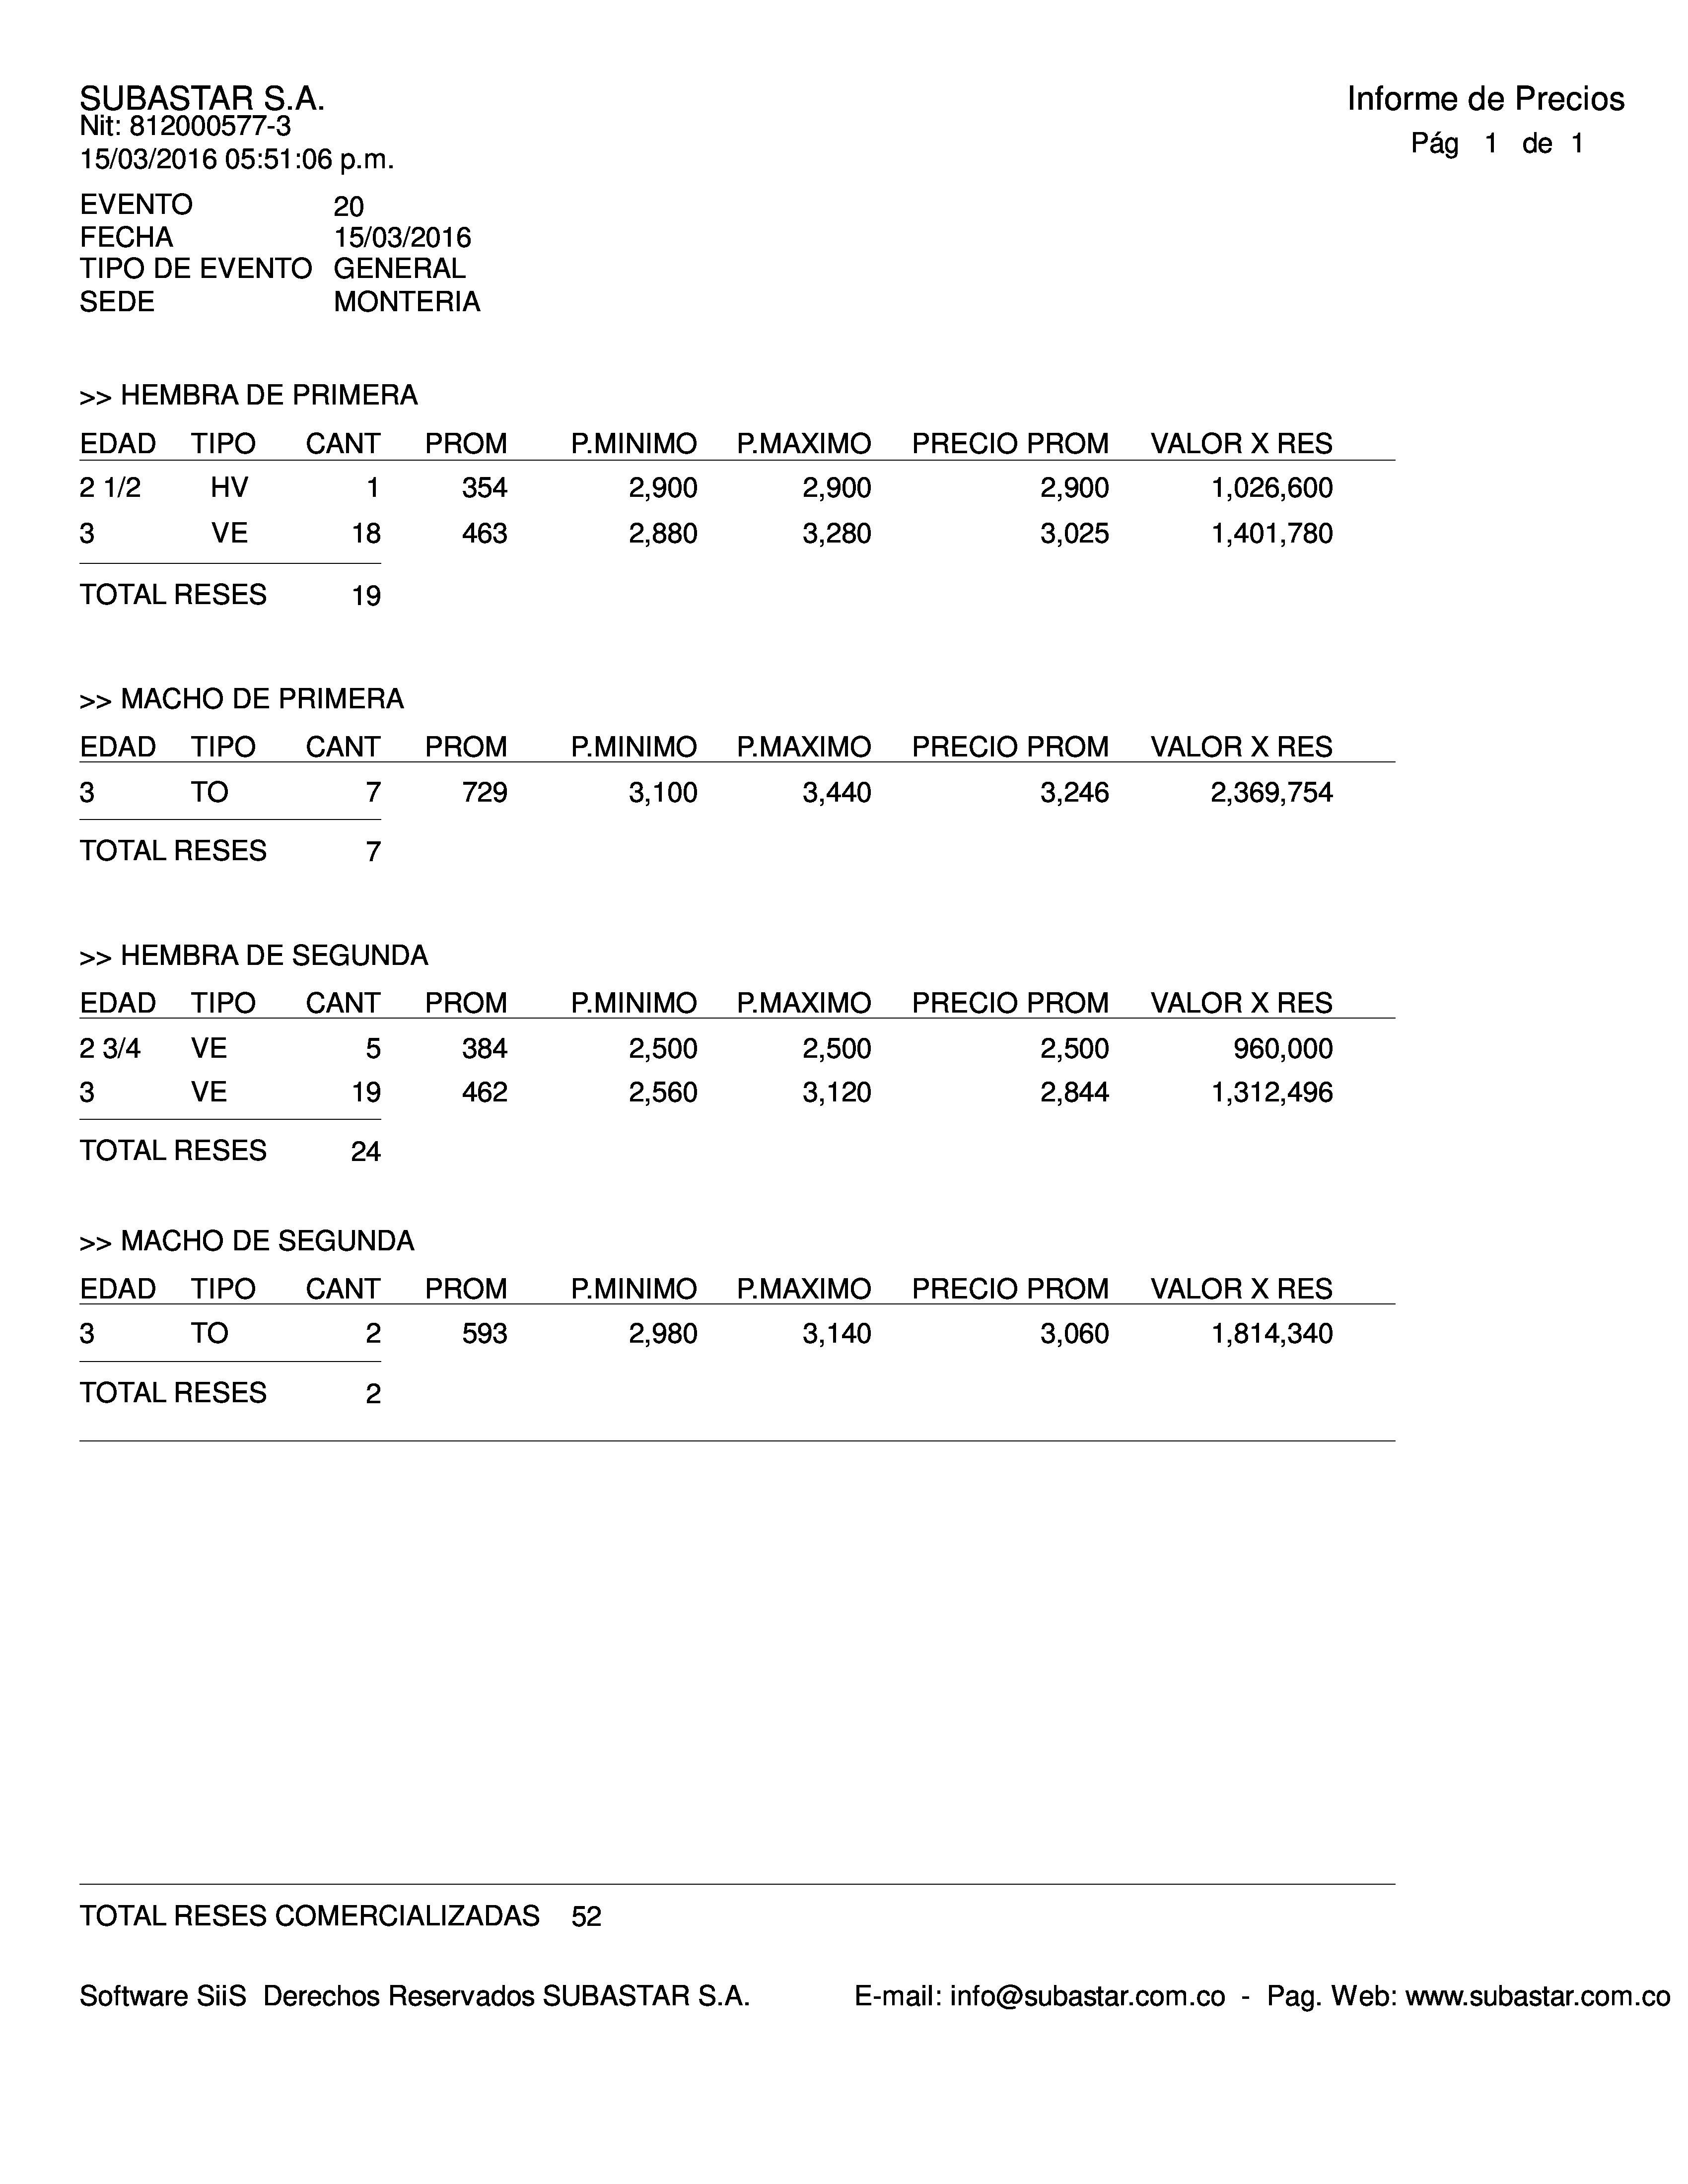 SUBASTAR S.A. Informe de Precios
Nit: 812000577-3
15/03/2016 05:51:06 p.m. Pág 1 de 1
EVENTO 20
FECHA 15/03/2016
TIPO DE EVENTO GENERAL
SEDE MONTERIA
>> HEMBRA DE PRIMERA
EDAD TIPO CANT PROM P.MINIMO P.MAXIMO PRECIO PROM VALOR X RES
2 1/2 HV 1 354 2,900 2,900 2,900 1,026,600
3 VE 18 463 2,880 3,280 3,025 1,401,780
TOTAL RESES 19
>> MACHO DE PRIMERA
EDAD TIPO CANT PROM P.MINIMO P.MAXIMO PRECIO PROM VALOR X RES
3 TO 7 729 3,100 3,440 3,246 2,369,754
TOTAL RESES 7
>> HEMBRA DE SEGUNDA
EDAD TIPO CANT PROM P.MINIMO P.MAXIMO PRECIO PROM VALOR X RES
2 3/4 VE 5 384 2,500 2,500 2,500 960,000
3 VE 19 462 2,560 3,120 2,844 1,312,496
TOTAL RESES 24
>> MACHO DE SEGUNDA
EDAD TIPO CANT PROM P.MINIMO P.MAXIMO PRECIO PROM VALOR X RES
3 TO 2 593 2,980 3,140 3,060 1,814,340
TOTAL RESES 2
TOTAL RESES COMERCIALIZADAS 52
Software SiiS Derechos Reservados SUBASTAR S.A. E-mail: info@subastar.com.co - Pag. Web: www.subastar.com.co